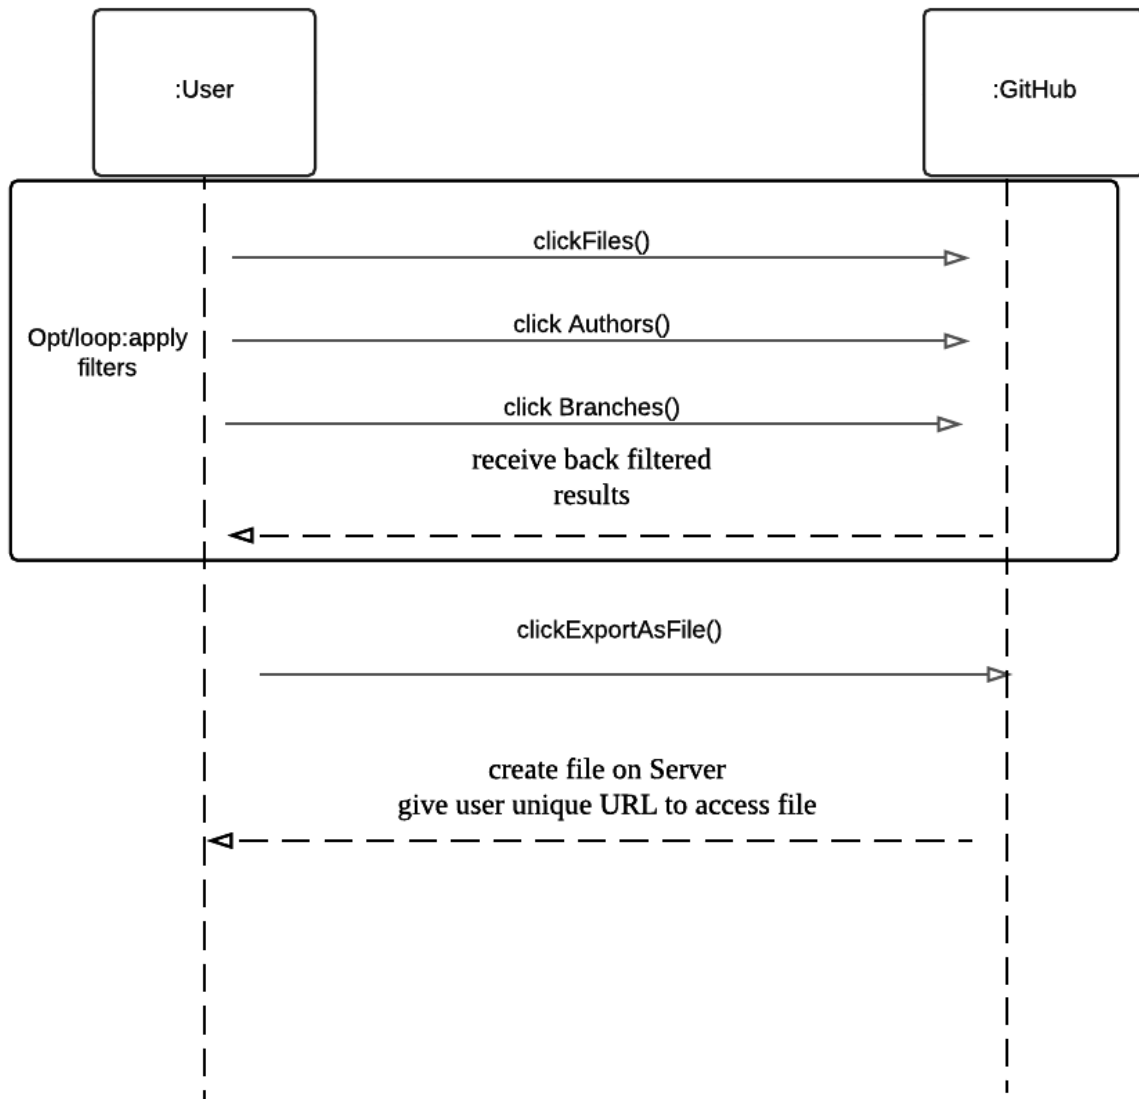 :User
:GitHub
clickFiles()
click Authors()
Opt/loop:apply
filters
click Branches()
receive back filtered
results
clickExportAsFile()
create file on Server
give user unique URL to access file